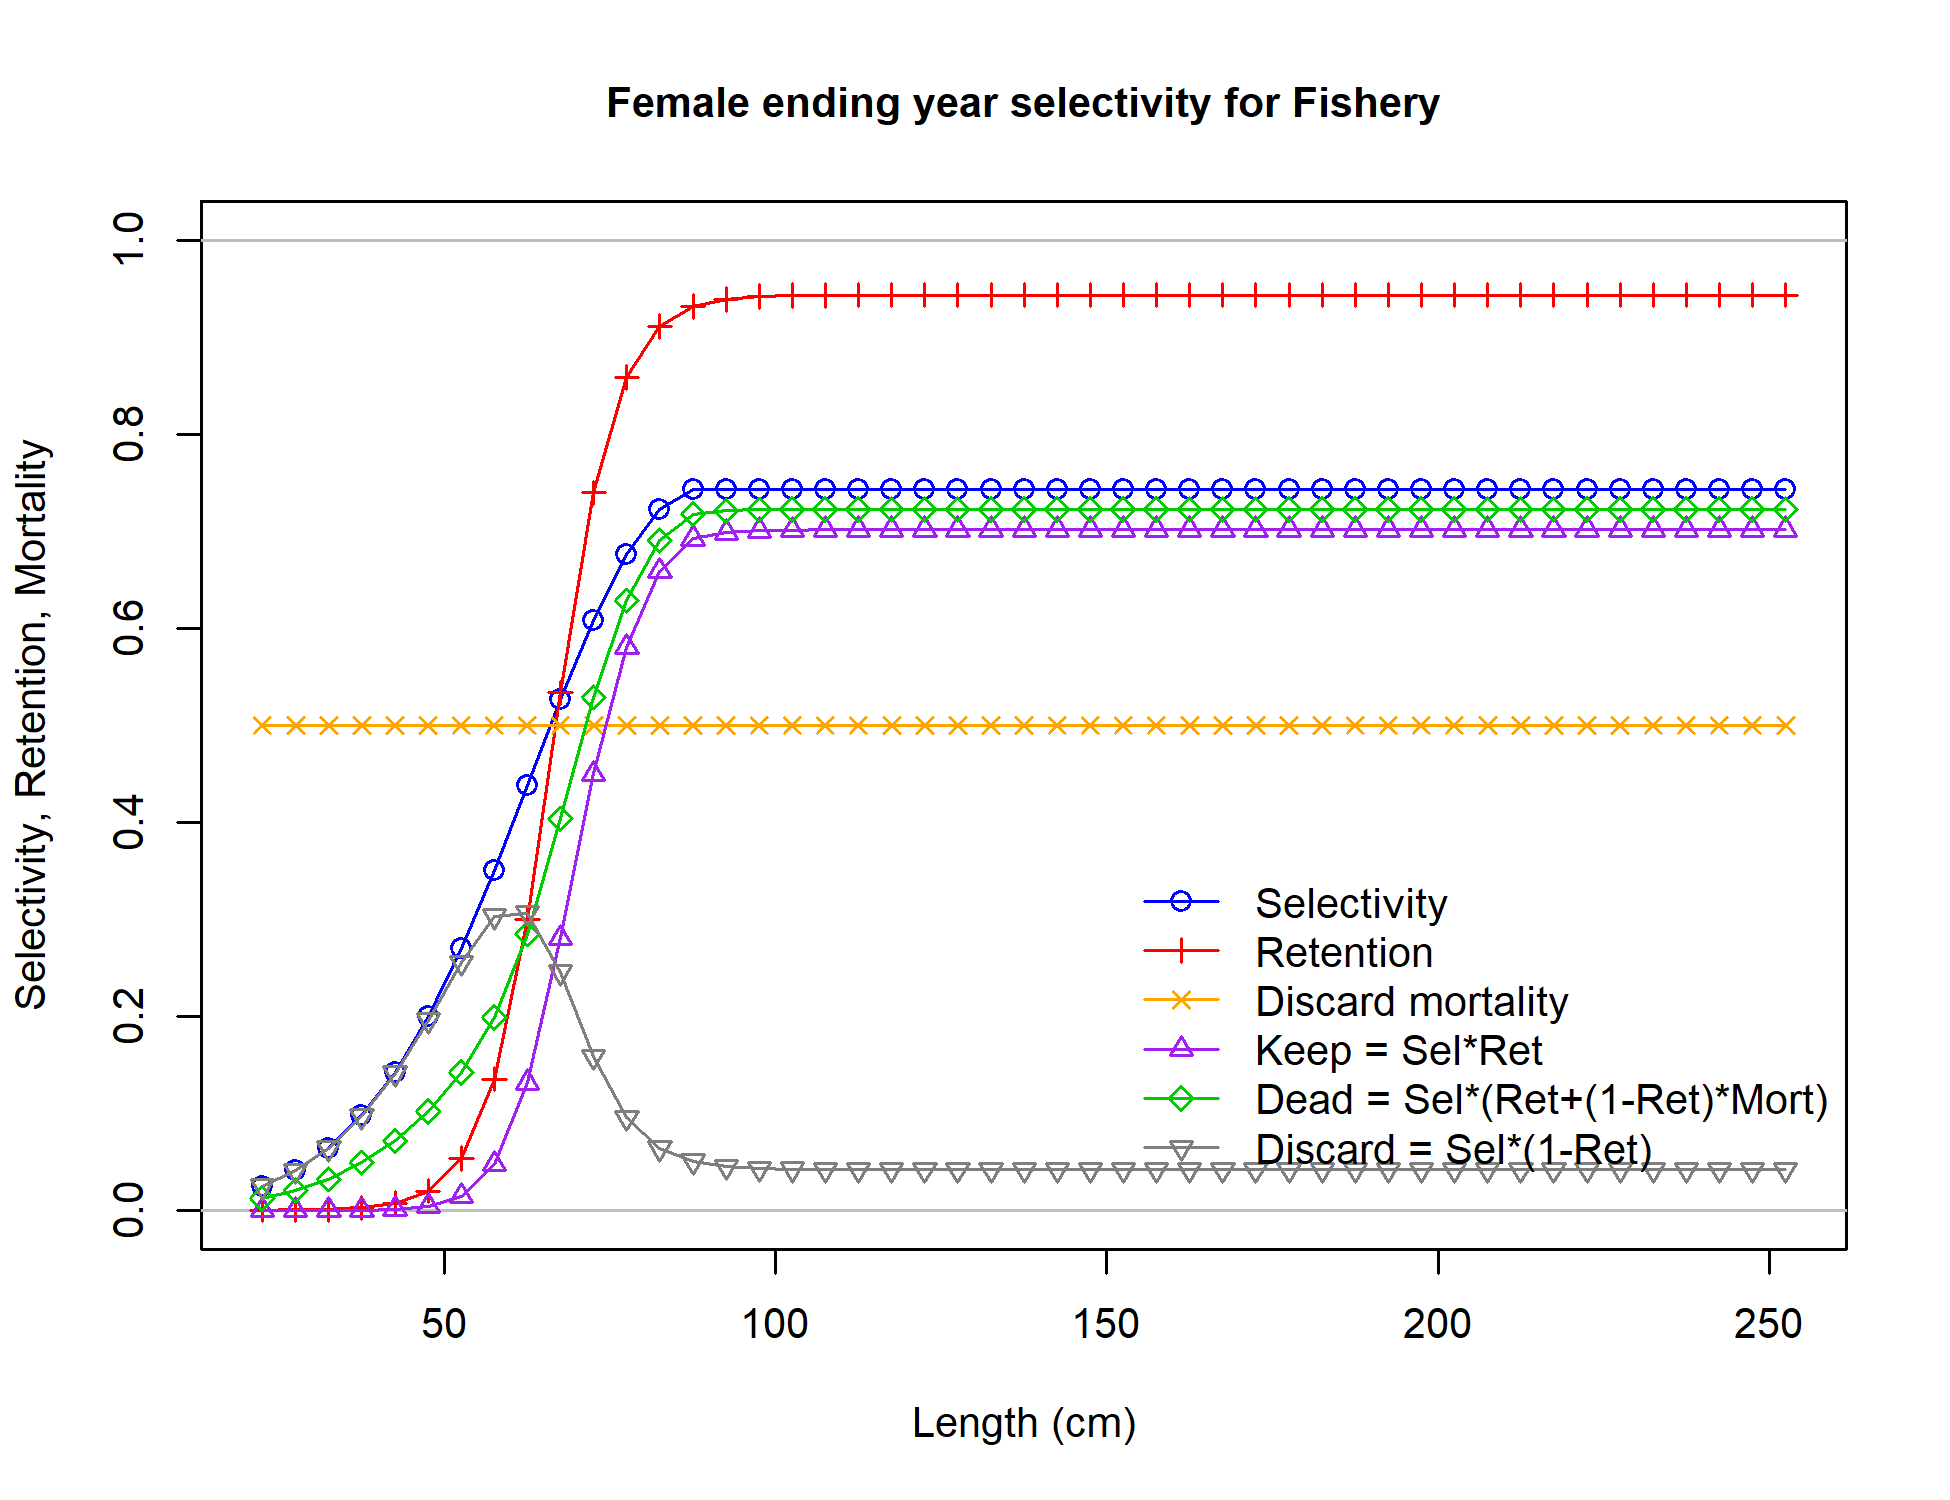 Female ending year selectivity for Fishery
Selectivity, Retention, Mortality
1.0
0.8
0.6
0.4
0.2
0.0
Selectivity
Retention
Discard mortality
Keep = Sel*Ret
Dead = Sel*(Ret+(1-Ret)*Mort)
Discard = Sel*(1-Ret)
50 100 150 200 250
Length (cm)